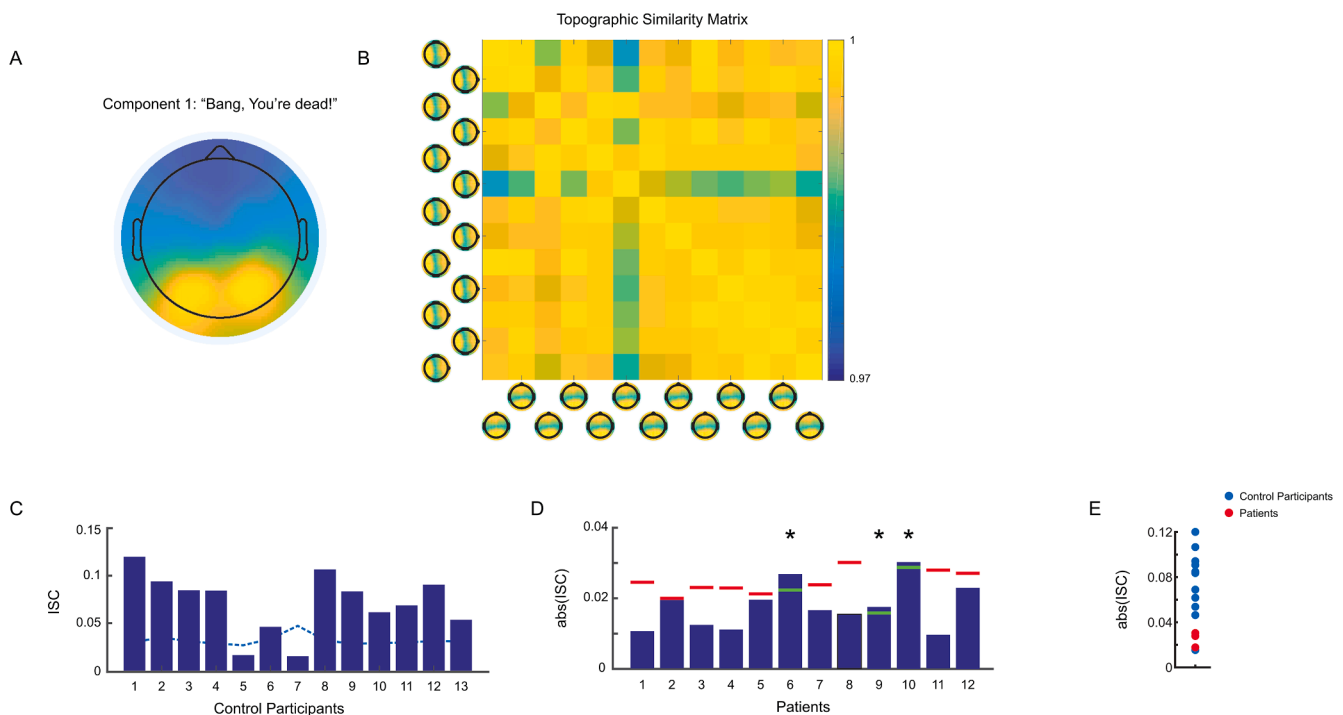 Topographic Similarity Matrix
A
B
Component 1: “Bang, You’re dead!”
1
0.97
C
0.15
0.1
0.05
0
ISC
1 2 3 4 5 6 7 8 9 10 11 12 13
Control Participants
D
0.04
0.02
0
abs(ISC)
* * *
1 2 3 4 5 6 7 8 9 10 11 12
Patients
E
Control Participants
Patients
0.12
0.08
0.04
0
abs(ISC)